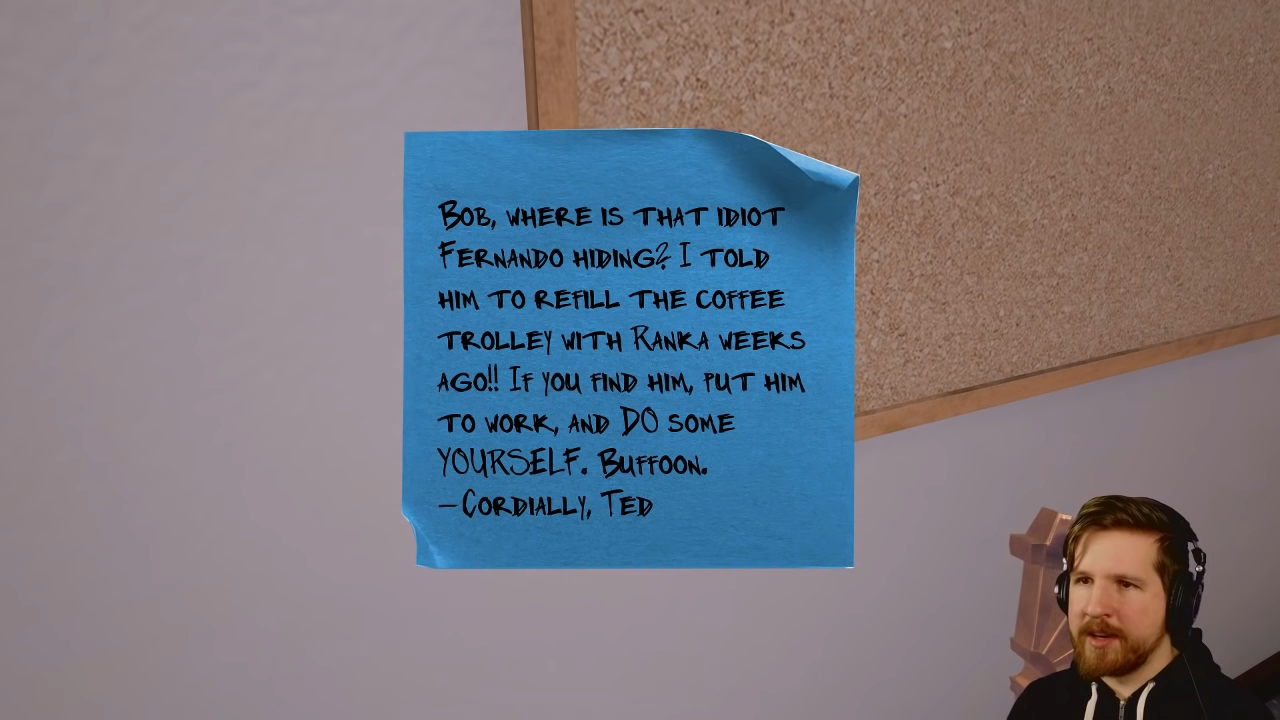 Bob, where is that idiot
Fernando hiding? I told
him to refill the coffee
trolley with Ranka weeks
ago!! If you find him, put him
to work, and DO some
YOURSELF. Buffoon.
—Cordially, Ted